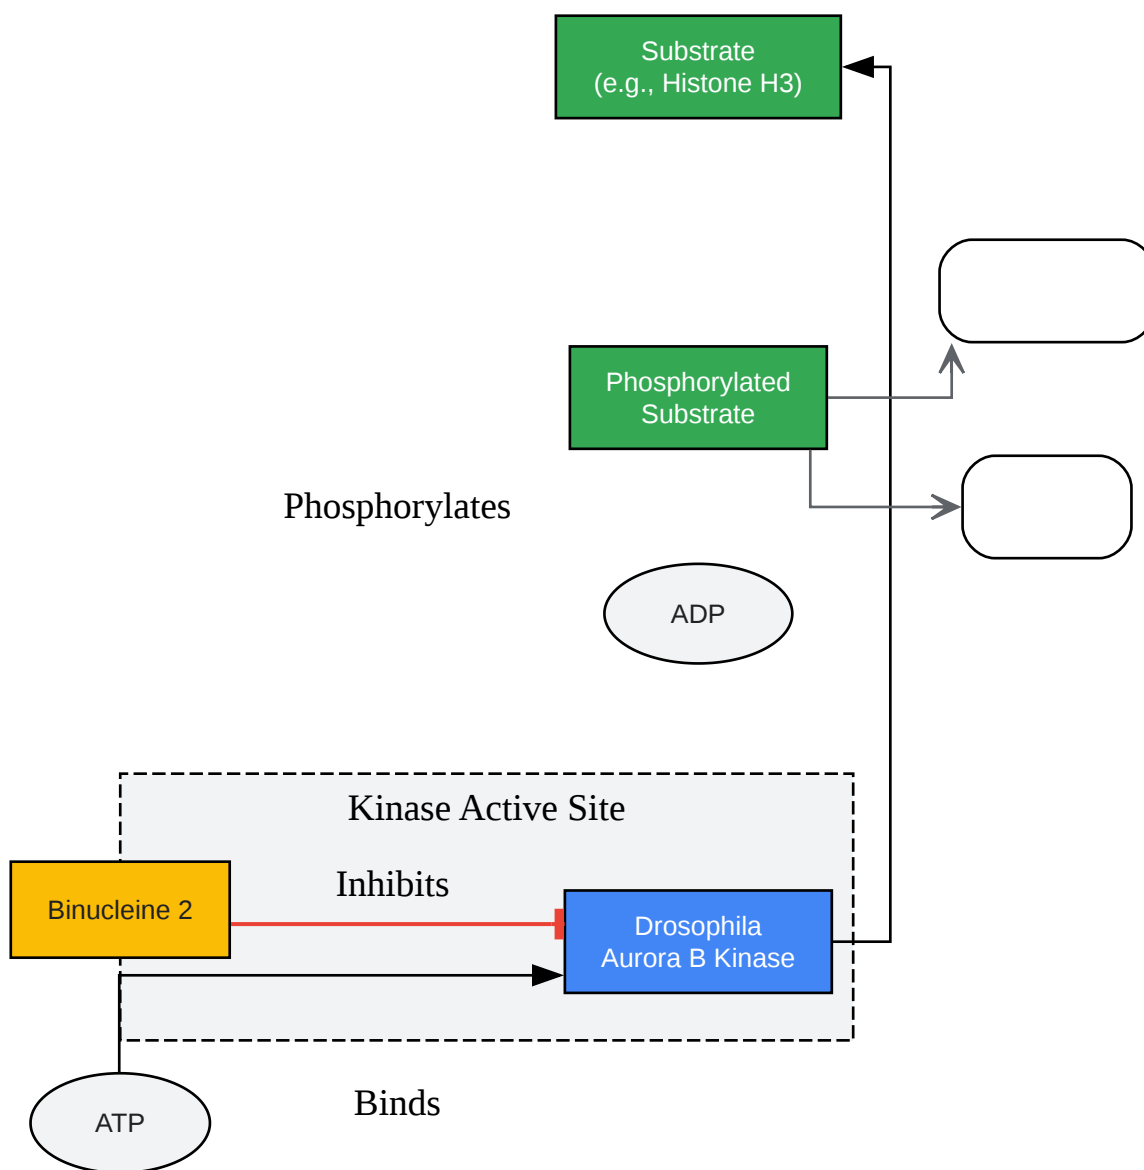 Substrate
(e.g., Histone H3)
Phosphorylated
Substrate
Phosphorylates
ADP
Kinase Active Site
Inhibits
Binucleine 2
Drosophila
Aurora B Kinase
ATP
Binds